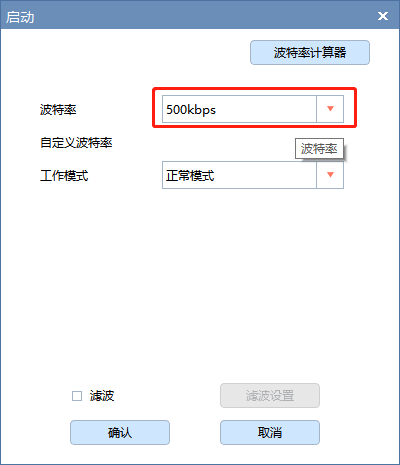 启动
波特率计算器
波特率 500kbps
自定义波特率
波特率
工作模式 正常模式
滤波 滤波设置
确认 取消